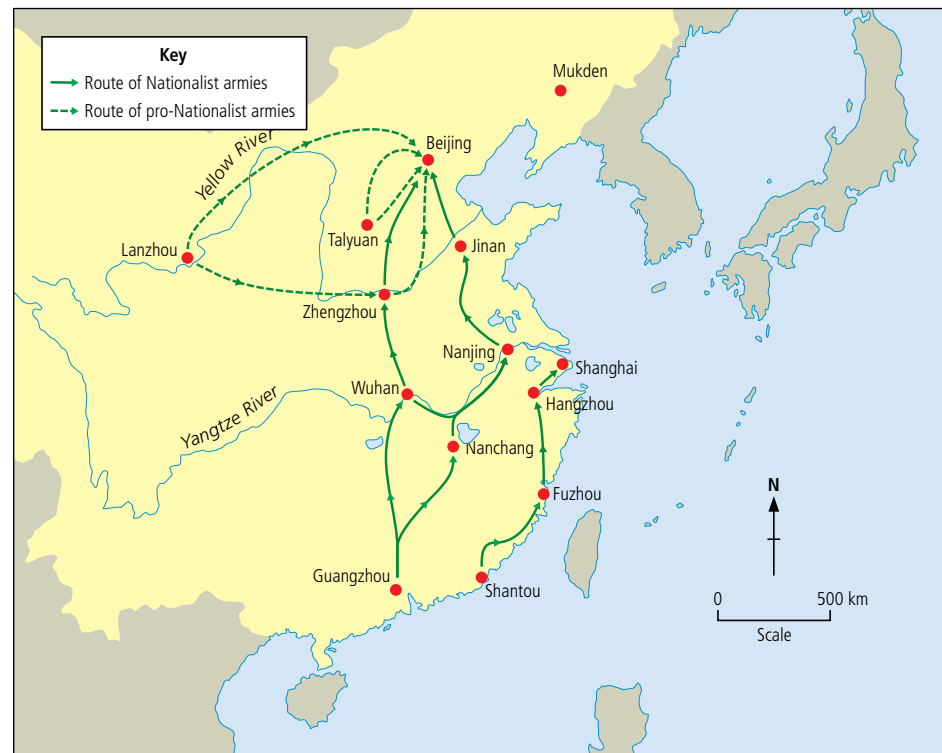 Key
Route of Nationalist armies
Route of pro-Nationalist armies
Mukden
Beijing
Yellow River
Talyuan
Lanzhou
Jinan
Zhengzhou
Nanjing
Shanghai
Wuhan
Hangzhou
Yangtze River
Nanchang
Fuzhou
N
Guangzhou
Shantou
0 500 km
Scale